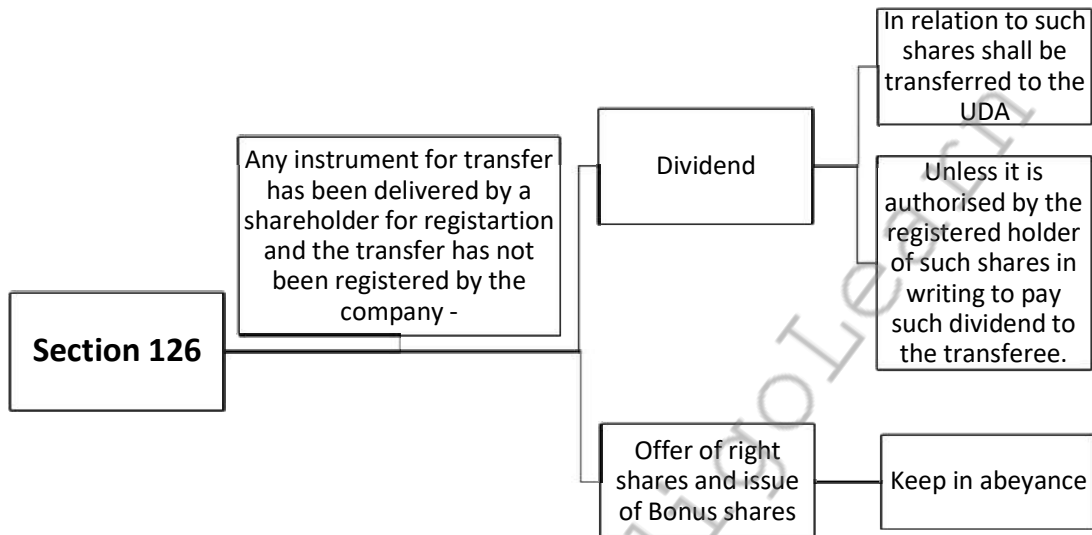 Section 126
Any instrument for transfer
has been delivered by a
shareholder for registartion
and the transfer has not
been registered by the
company -
Dividend
In relation to such
shares shall be
transferred to the
UDA
Unless it is
authorised by the
registered holder
of such shares in
writing to pay
such dividend to
the transferee.
Offer of right
shares and issue
of Bonus shares
Keep in abeyance
igoLearn